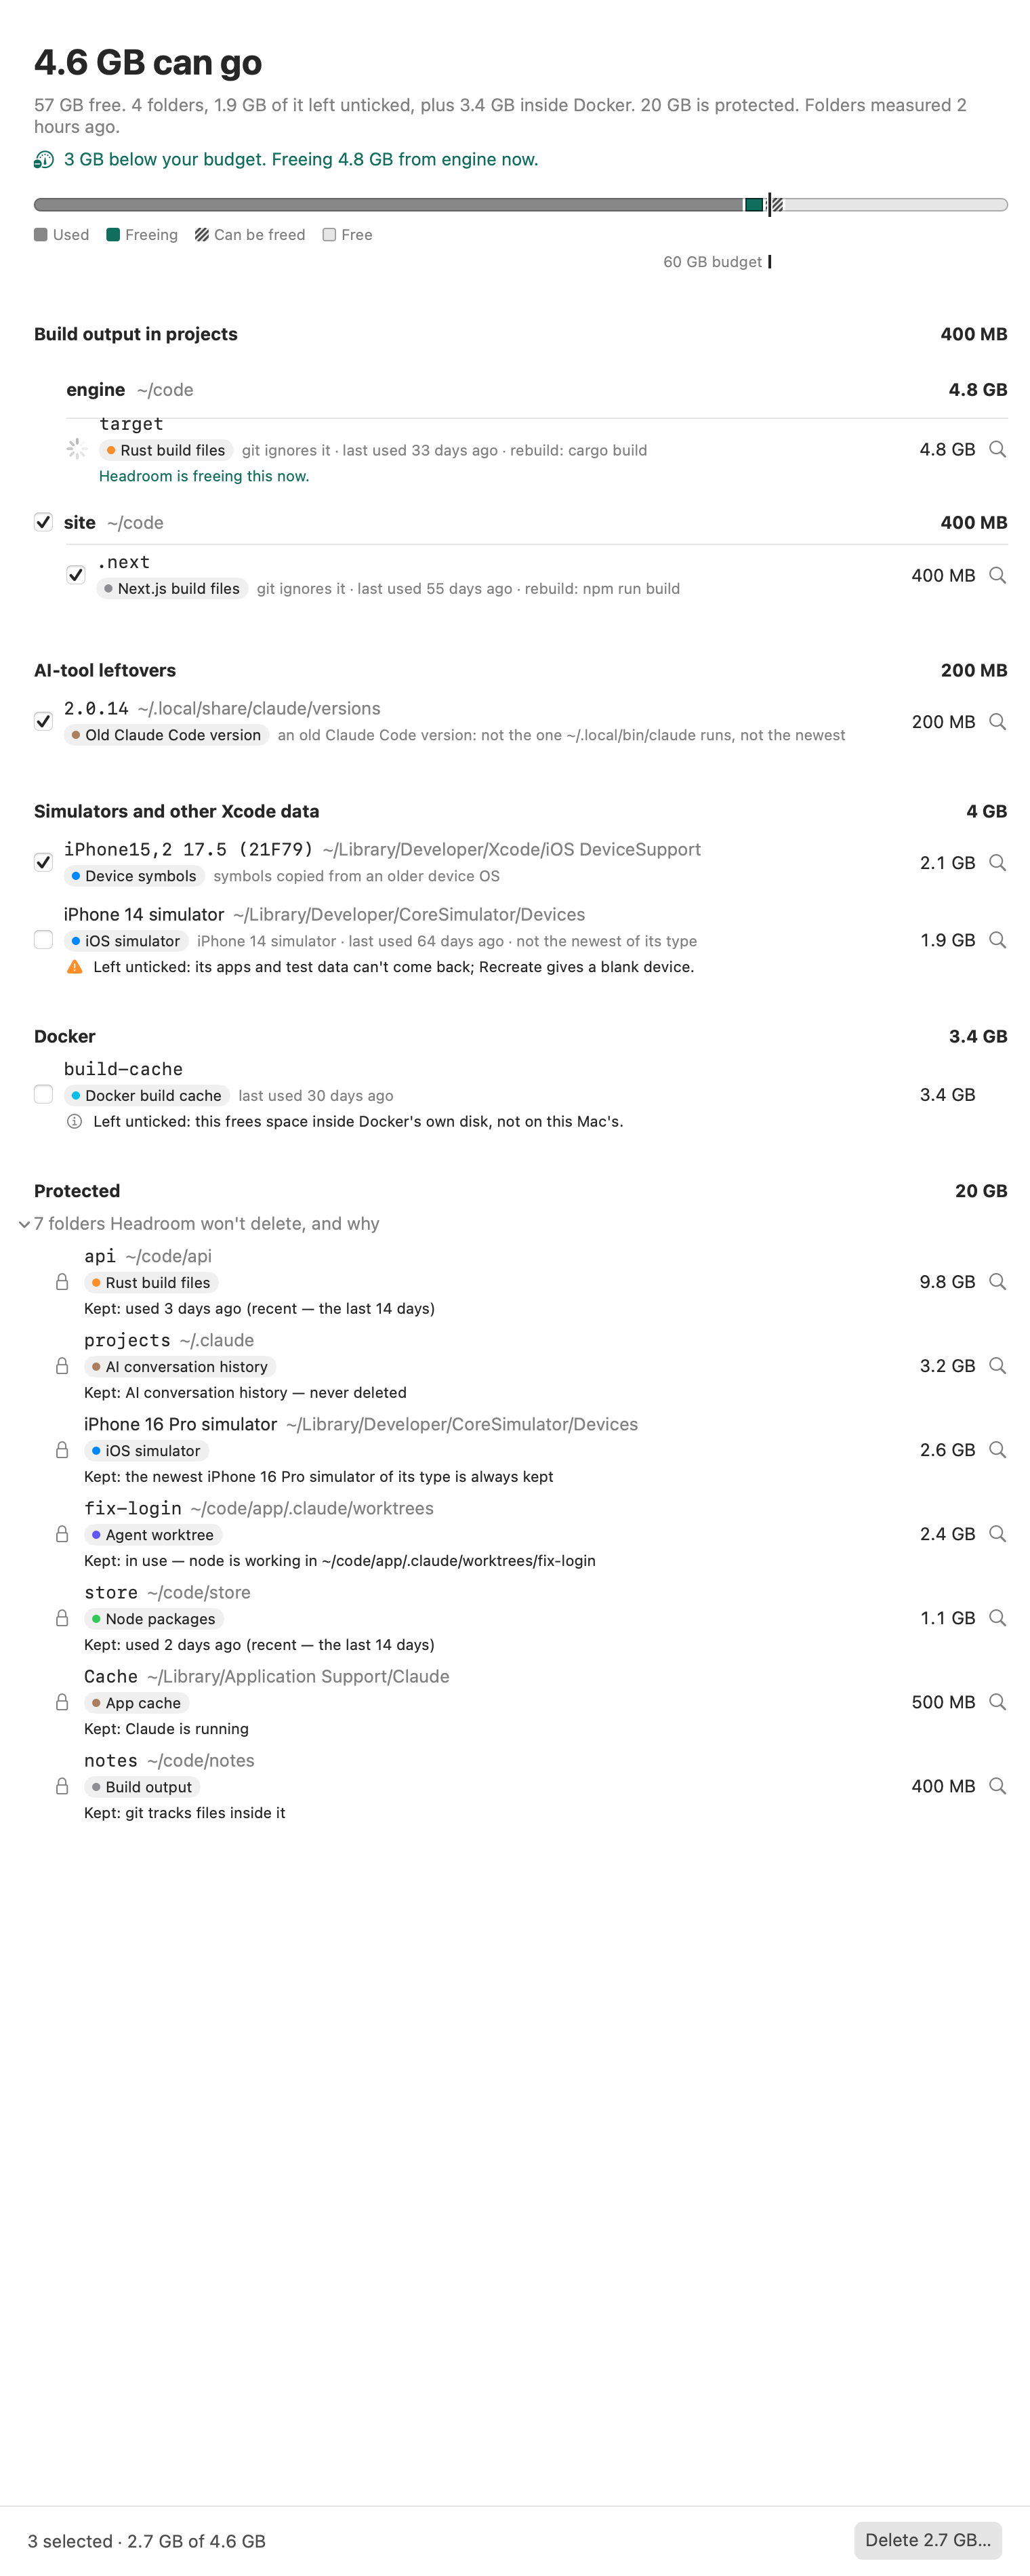 4.6 GB can go
57 GB free. 4 folders, 1.9 GB of it left unticked, plus 3.4 GB inside Docker. 20 GB is protected. Folders measured 2
hours ago.
3 GB below your budget. Freeing 4.8 GB from engine now.
Used Freeing Can be freed Free
60 GB budget
Build output in projects 400 MB
engine ~/code 4.8 GB
target
Rust build files git ignores it · last used 33 days ago · rebuild: cargo build 4.8 GB
Headroom is freeing this now.
site ~/code 400 MB
.next
Next.js build files git ignores it · last used 55 days ago · rebuild: npm run build 400 MB
AI-tool leftovers 200 MB
2.0.14 ~/.local/share/claude/versions
Old Claude Code version an old Claude Code version: not the one ~/.local/bin/claude runs, not the newest 200 MB
Simulators and other Xcode data 4 GB
iPhone15,2 17.5 (21F79) ~/Library/Developer/Xcode/iOS DeviceSupport
Device symbols symbols copied from an older device OS 2.1 GB
iPhone 14 simulator ~/Library/Developer/CoreSimulator/Devices
iOS simulator iPhone 14 simulator · last used 64 days ago · not the newest of its type 1.9 GB
Left unticked: its apps and test data can't come back; Recreate gives a blank device.
Docker 3.4 GB
build-cache
Docker build cache last used 30 days ago 3.4 GB
Left unticked: this frees space inside Docker's own disk, not on this Mac's.
Protected 20 GB
7 folders Headroom won't delete, and why
api ~/code/api
Rust build files 9.8 GB
Kept: used 3 days ago (recent — the last 14 days)
projects ~/.claude
AI conversation history 3.2 GB
Kept: AI conversation history — never deleted
iPhone 16 Pro simulator ~/Library/Developer/CoreSimulator/Devices
iOS simulator 2.6 GB
Kept: the newest iPhone 16 Pro simulator of its type is always kept
fix-login ~/code/app/.claude/worktrees
Agent worktree 2.4 GB
Kept: in use — node is working in ~/code/app/.claude/worktrees/fix-login
store ~/code/store
Node packages 1.1 GB
Kept: used 2 days ago (recent — the last 14 days)
Cache ~/Library/Application Support/Claude
App cache 500 MB
Kept: Claude is running
notes ~/code/notes
Build output 400 MB
Kept: git tracks files inside it
3 selected · 2.7 GB of 4.6 GB Delete 2.7 GB...